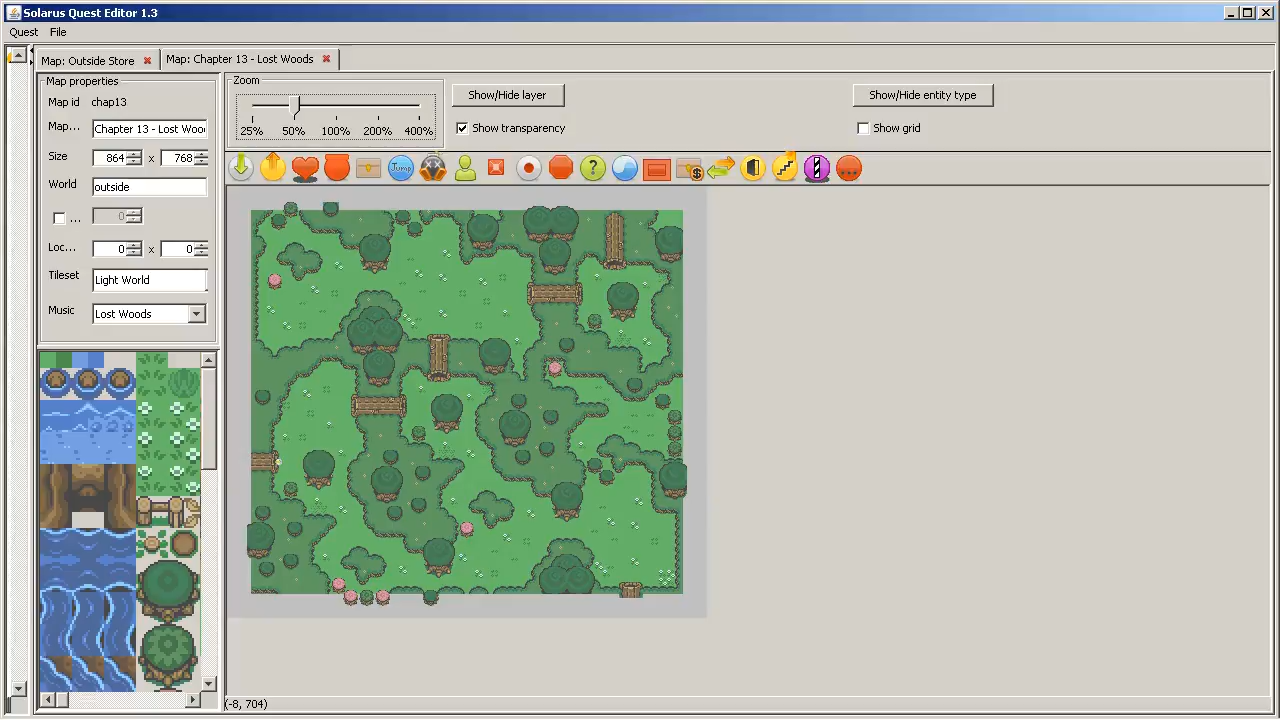 Solarus Quest Editor 1.3
Quest File
Map: Outside Store
Map: Chapter 13 - Lost Woods
Map properties
Map id chap13
Map... Chapter 13 - Lost Woo
Size 864 x 768
World outside
... 0
Loc... 0 x 0
Tileset Light World
Music Lost Woods
Zoom
25% 50% 100% 200% 400%
Show/Hide layer
Show transparency
Show/Hide entity type
Show grid
Jump
?
$
...
(-8, 704)